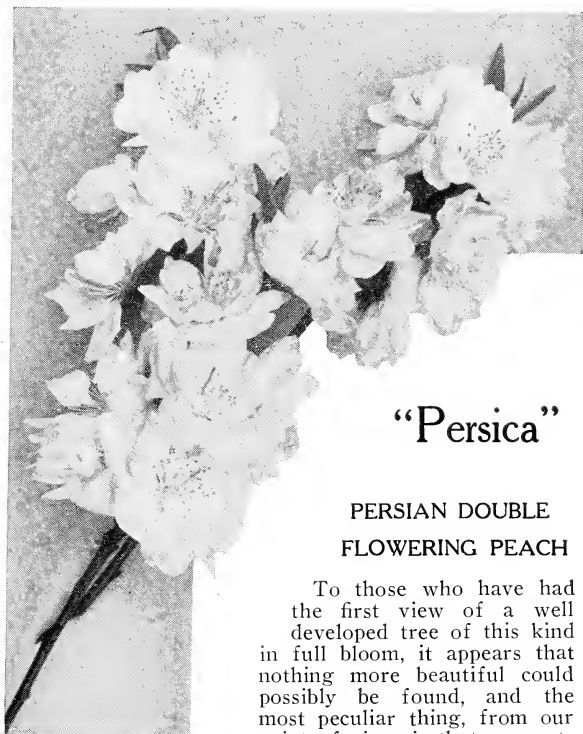 “Persica”
PERSIAN DOUBLE
FLOWERING PEACH
To those who have had
the first view of a well
developed tree of this kind
in full bloom, it appears that
nothing more beautiful could
possibly be found, and the
most peculiar thing, from our